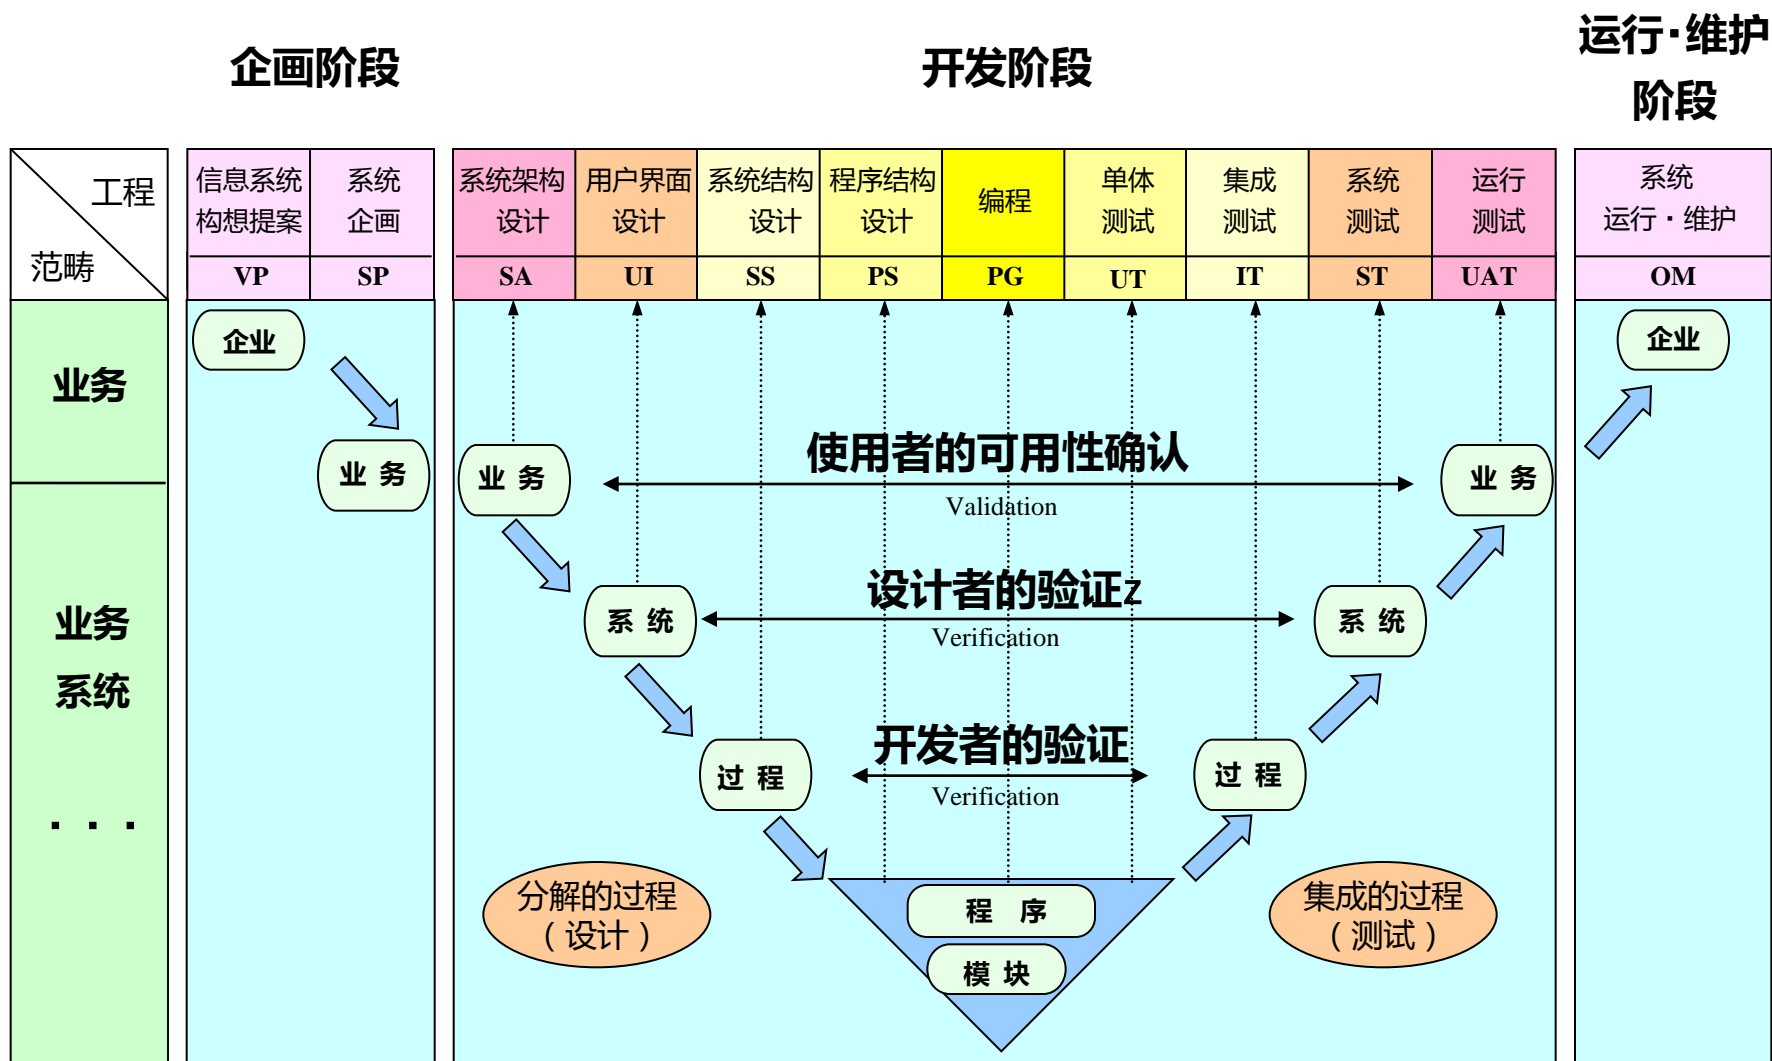 企画阶段
开发阶段
运行·维护
阶段
工程
范畴
信息系统
构想提案
系统
企画
系统架构
设计
用户界面
设计
系统结构
设计
程序结构
设计
编程
单体
测试
集成
测试
系统
测试
运行
测试
系统
运行·维护
VP
SP
SA
UI
SS
PS
PG
UT
IT
ST
UAT
OM
业务
企业
企业
业 务
业 务
使用者的可用性确认
Validation
业 务
业务
系统
· · ·
系 统
设计者的验证z
Verification
系 统
过 程
开发者的验证
Verification
过 程
分解的过程
（设计）
程 序
模 块
集成的过程
（测试）